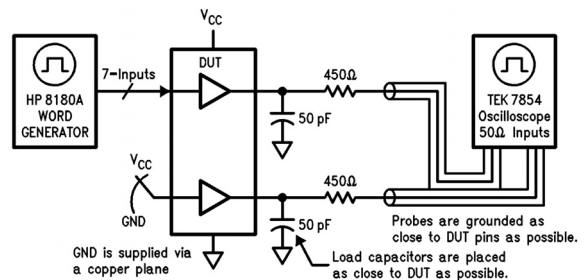 V_CC
7-Inputs
DUT
450Ω
HP 8180A
WORD
GENERATOR
50 pF
TEK 7854
Oscilloscope
50Ω Inputs
V_CC
GND
450Ω
50 pF
GND is supplied via
a copper plane
Load capacitors are placed
as close to DUT as possible.
Probes are grounded as
close to DUT pins as possible.